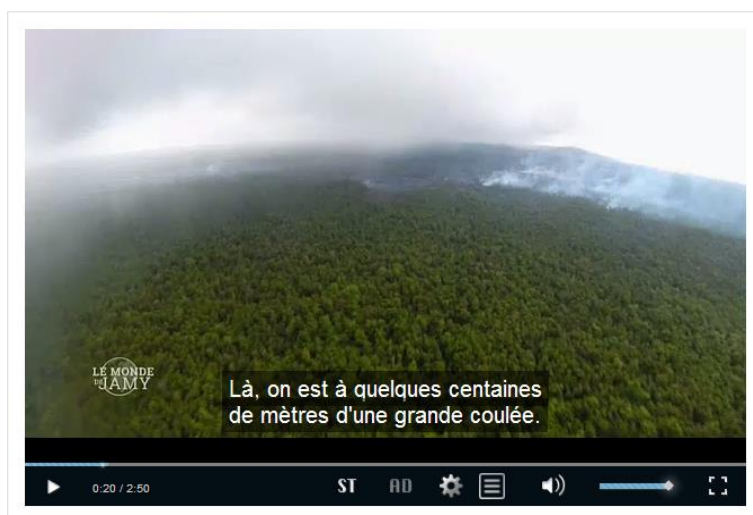 LE MONDE
DE JAMY
Là, on est à quelques centaines
de mètres d'une grande coulée.
0:20 / 2:50
ST
AD